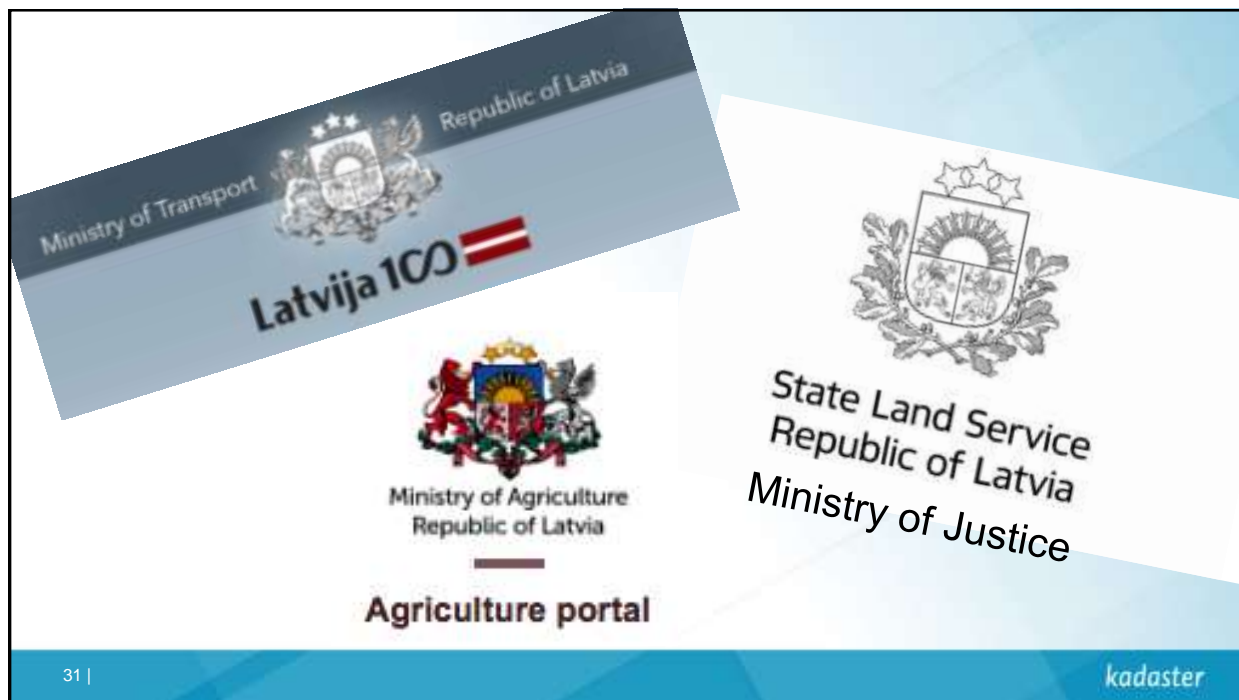 Ministry of Transport
Republic of Latvia
Latvija 100
State Land Service
Republic of Latvia
Ministry of Justice
Ministry of Agriculture
Republic of Latvia
Agriculture portal
31 |
kadaster